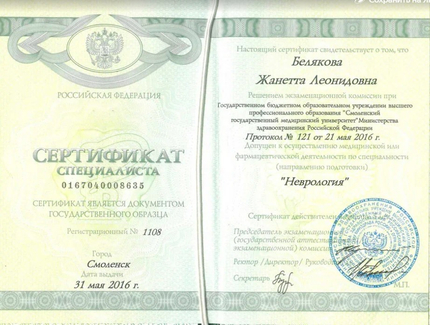 РОССИЙСКАЯ ФЕДЕРАЦИЯ
СЕРТИФИКАТ
СПЕЦИАЛИСТА
0167040008635
СЕРТИФИКАТ ЯВЛЯЕТСЯ ДОКУМЕНТОМ
ГОСУДАРСТВЕННОГО ОБРАЗЦА
Регистрационный № 1108
Город
Смоленск
Дата выдачи
31 мая 2016 г.
Настоящий сертификат свидетельствует о том, что
Белякова
Жанетта Леонидовна
Решением экзаменационной комиссии при
Государственном бюджетном образовательном учреждении высшего
профессионального образования "Смоленский
государственный медицинский университет" Министерства
здравоохранения Российской Федерации
Протокол № 121 от 21 мая 2016 г.
Допущен к осуществлению медицинской или
фармацевтической деятельности по специальности
(направлению подготовки)
"Неврология"
Сертификат действителен
Председатель экзаменационной
(государственной аттестационной)
экзаменационной
Ректор /Директор/ Руководитель
Секретарь
М.П.